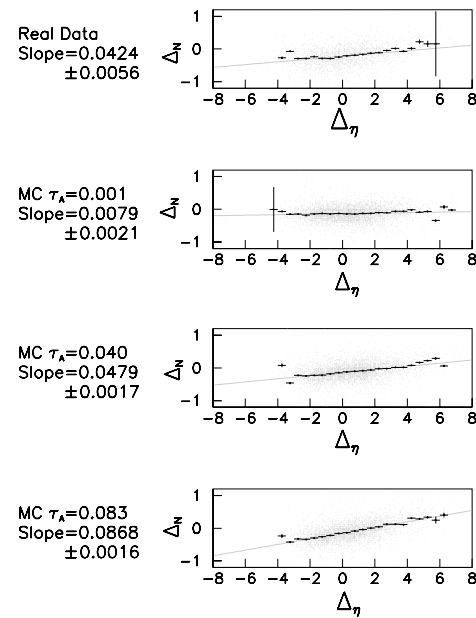 Real Data
Slope=0.0424
±0.0056
Δ_N
1
0
−1
−8 −6 −4 −2 0 2 4 6 8
Δ_η
MC τ_A=0.001
Slope=0.0079
±0.0021
Δ_N
1
0
−1
−8 −6 −4 −2 0 2 4 6 8
Δ_η
MC τ_A=0.040
Slope=0.0479
±0.0017
Δ_N
1
0
−1
−8 −6 −4 −2 0 2 4 6 8
Δ_η
MC τ_A=0.083
Slope=0.0868
±0.0016
Δ_N
1
0
−1
−8 −6 −4 −2 0 2 4 6 8
Δ_η